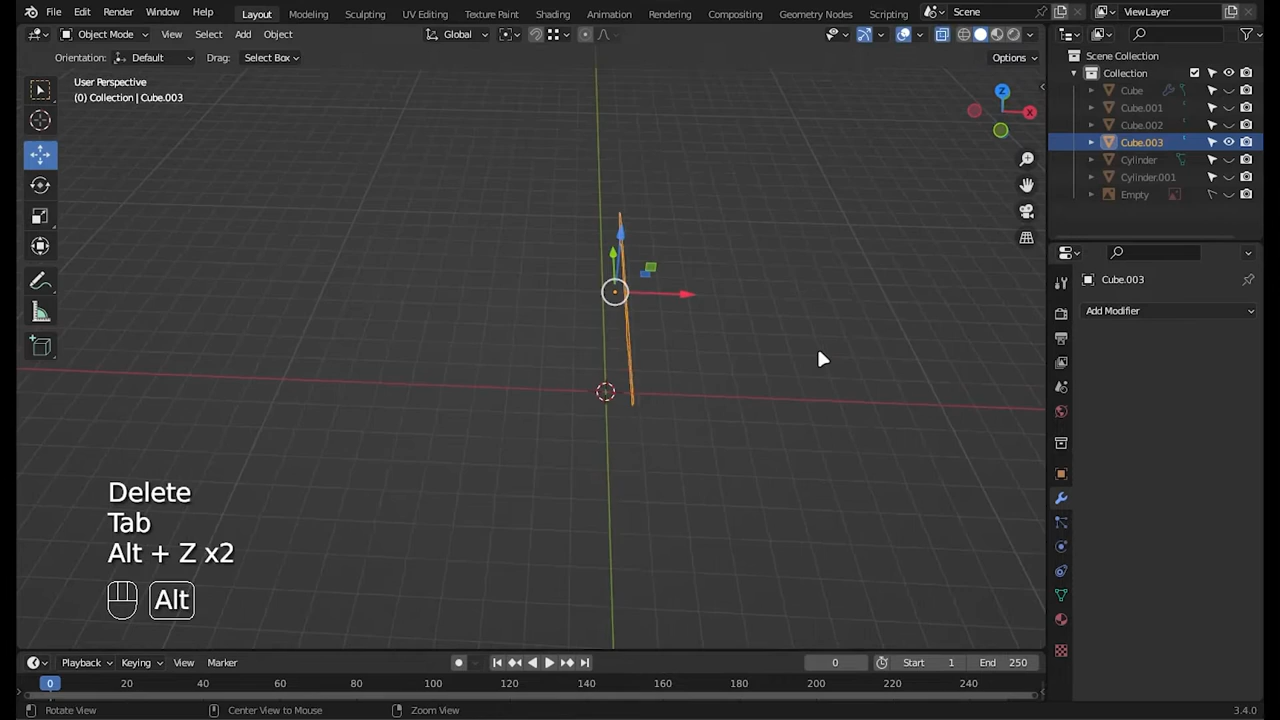 File Edit Render Window Help Layout Modeling Sculpting UV Editing Texture Paint Shading Animation Rendering Compositing Geometry Nodes Scripting Scene ViewLayer
Object Mode View Select Add Object Global
Orientation: Default Drag: Select Box Options
User Perspective
(0) Collection | Cube.003
Z
X
Scene Collection
Collection
Cube
Cube.001
Cube.002
Cube.003
Cylinder
Cylinder.001
Empty
Cube.003
Add Modifier
Delete
Tab
Alt + Z x2
Alt
Playback Keying View Marker 0 Start 1 End 250
0 20 40 60 80 100 120 140 160 180 200 220 240
Rotate View Center View to Mouse Zoom View 3.4.0